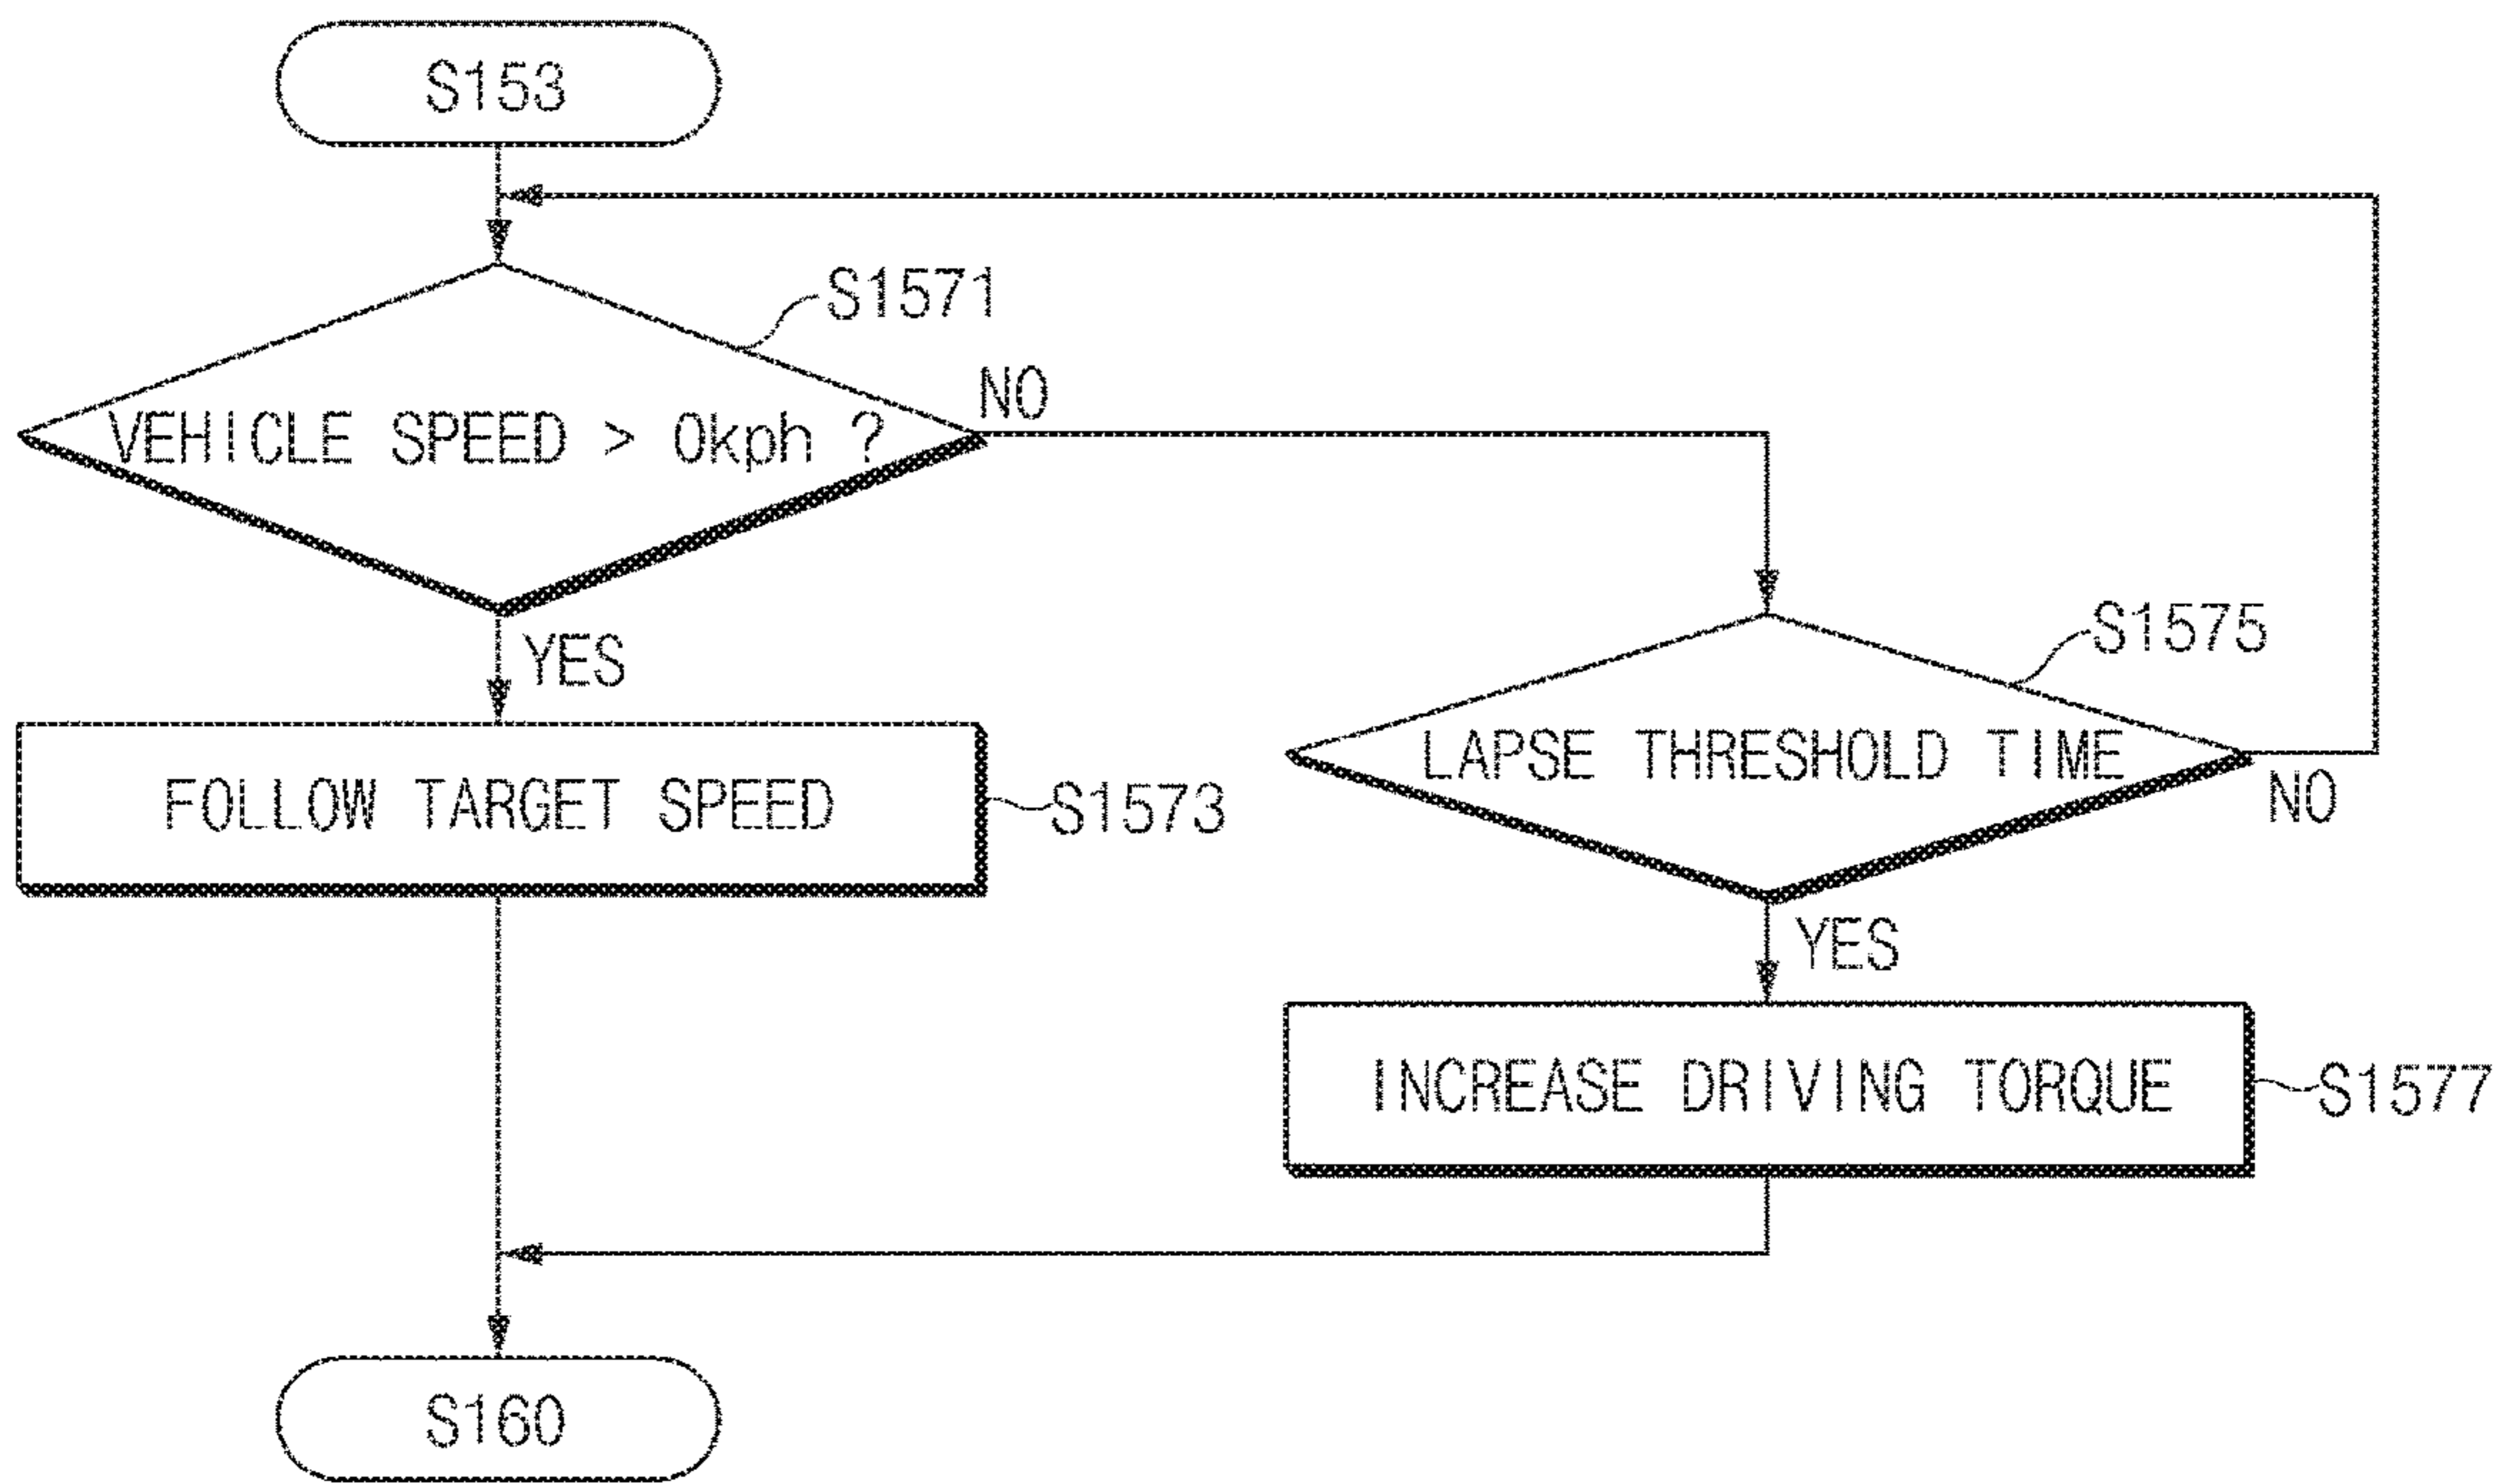 S153
S1571
NO
VEHICLE SPEED > 0kph ?
S1575
YES
LAPSE THRESHOLD TIME
NO
FOLLOW TARGET SPEED
S1573
YES
INCREASE DRIVING TORQUE
S1577
S160